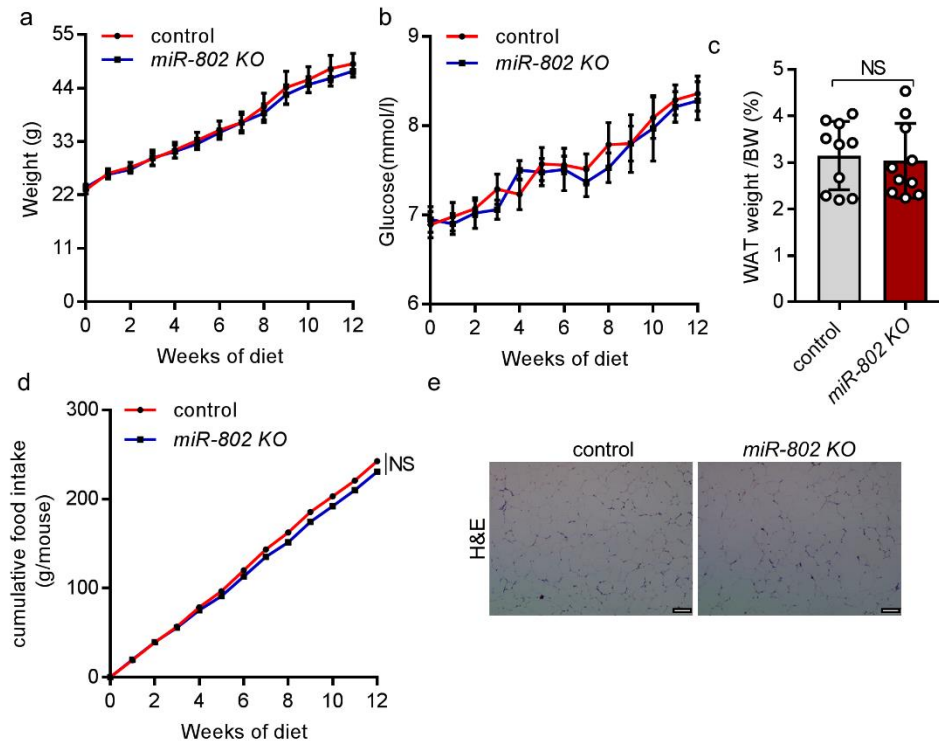 a
55
44
33
22
11
0
Weight (g)
control
miR-802 KO
0 2 4 6 8 10 12
Weeks of diet
b
9
8
7
6
Glucose(mmol/l)
control
miR-802 KO
0 2 4 6 8 10 12
Weeks of diet
c
5
4
3
2
1
0
WAT weight /BW (%)
NS
control
miR-802 KO
d
300
200
100
0
cumulative food intake
(g/mouse)
control
miR-802 KO
NS
0 2 4 6 8 10 12
Weeks of diet
e
control miR-802 KO
H&E